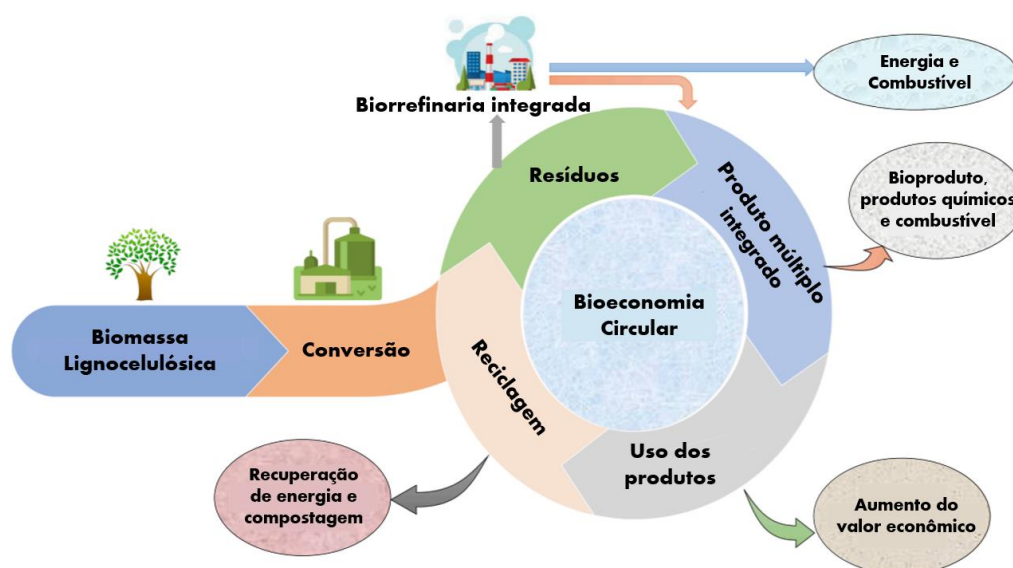 Biorrefinaria integrada
Energia e
Combustível
Resíduos
Produto múltiplo
integrado
Bioproduto,
produtos químicos
e combustível
Biomassa
Lignocelulósica
Conversão
Bioeconomia
Circular
Reciclagem
Uso dos
produtos
Recuperação
de energia e
compostagem
Aumento do
valor econômico